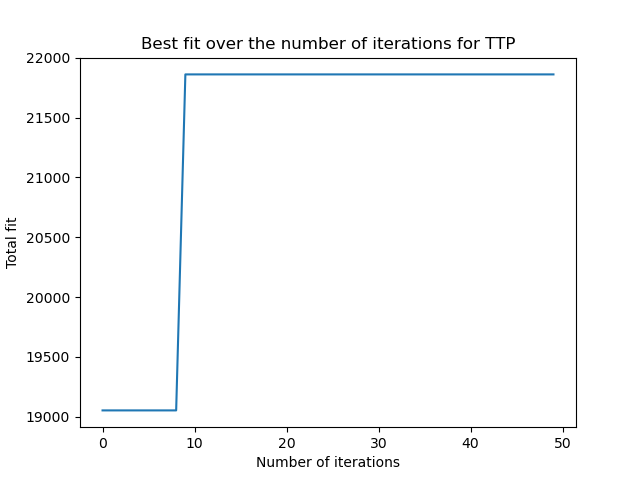 Best fit over the number of iterations for TTP
22000
21500
21000
20500
20000
19500
19000
Total fit
0 10 20 30 40 50
Number of iterations